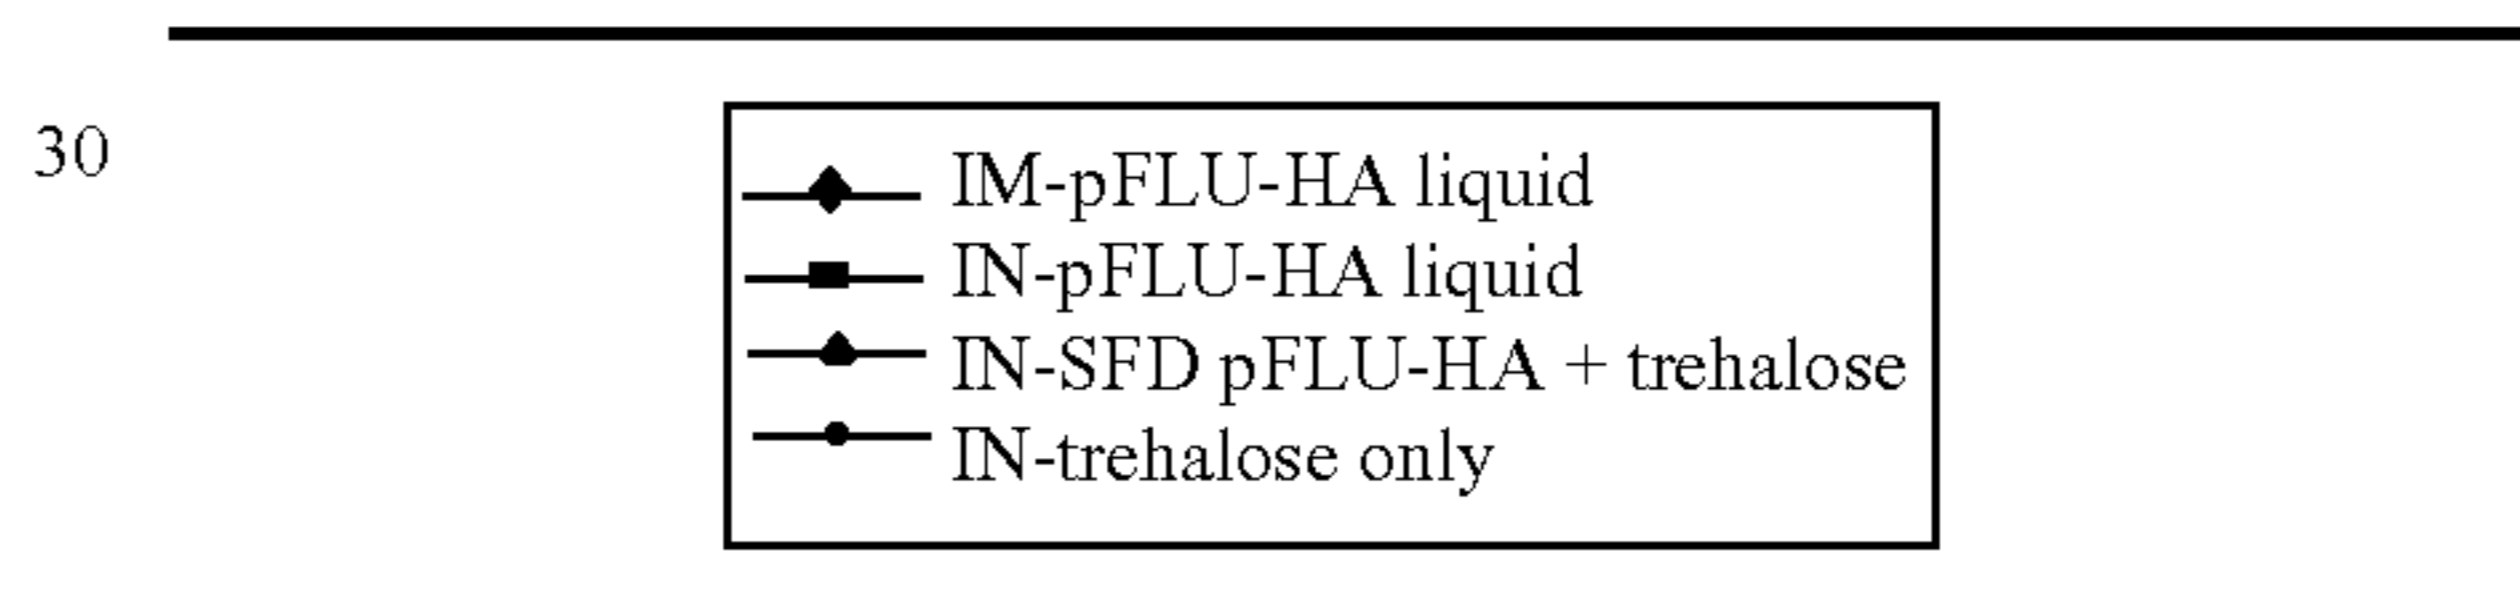 30
IM-pFLU-HA liquid
IN-pFLU-HA liquid
IN-SFD pFLU-HA + trehalose
IN-trehalose only